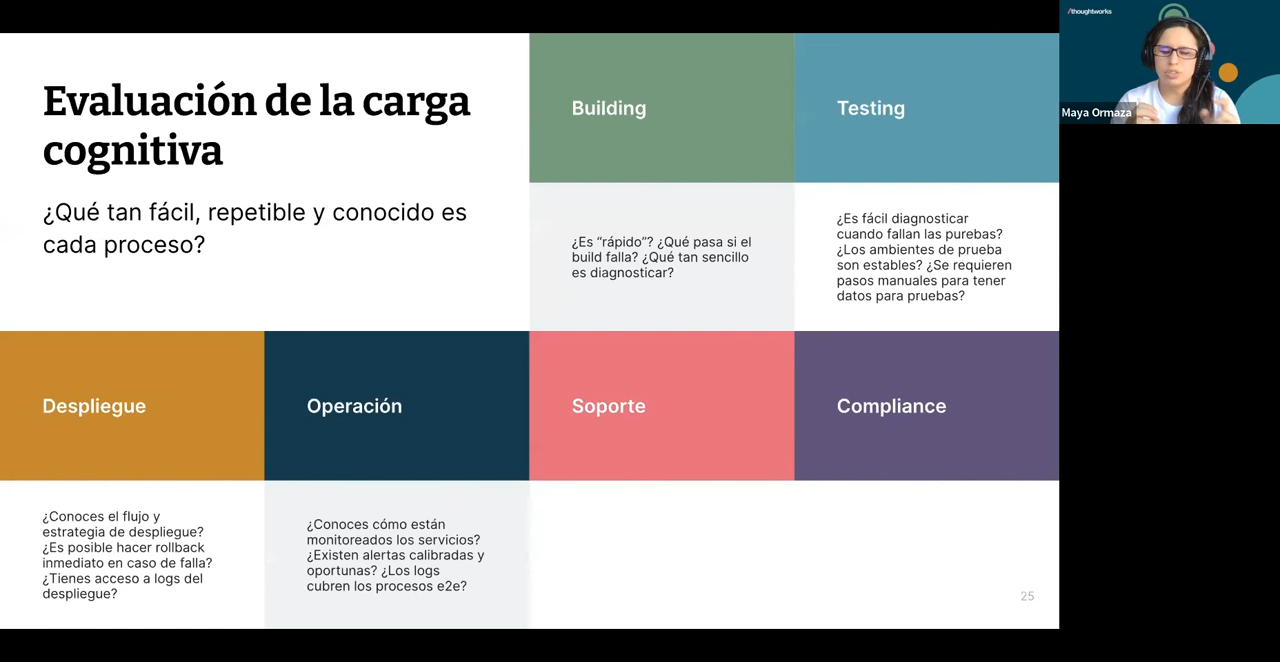 Evaluación de la carga
cognitiva
¿Qué tan fácil, repetible y conocido es
cada proceso?
Building
¿Es “rápido”? ¿Qué pasa si el
build falla? ¿Qué tan sencillo
es diagnosticar?
Testing
¿Es fácil diagnosticar
cuando fallan las purebas?
¿Los ambientes de prueba
son estables? ¿Se requieren
pasos manuales para tener
datos para pruebas?
Despliegue
¿Conoces el flujo y
estrategia de despliegue?
¿Es posible hacer rollback
inmediato en caso de falla?
¿Tienes acceso a logs del
despliegue?
Operación
¿Conoces cómo están
monitoreados los servicios?
¿Existen alertas calibradas y
oportunas? ¿Los logs
cubren los procesos e2e?
Soporte
Compliance
25
/thoughtworks
Maya Ormaza